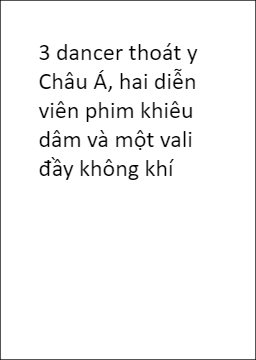 3 dancer thoát y
Châu Á, hai diễn
viên phim khiêu
dâm và một vali
đầy không khí